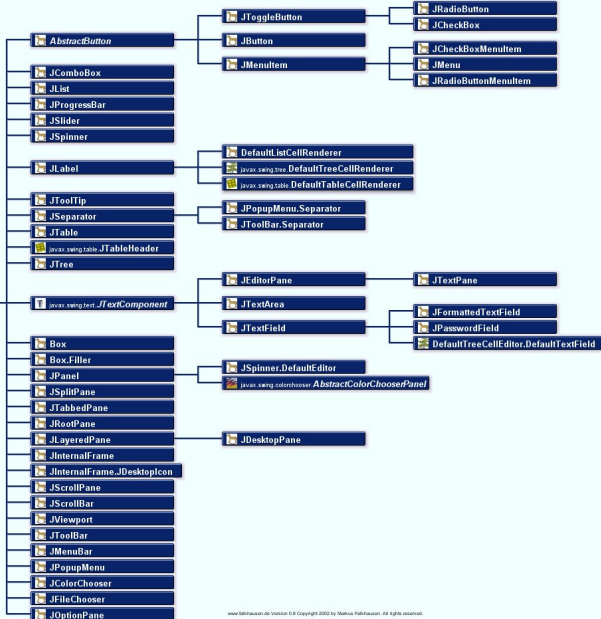 AbstractButton
JToggleButton
JRadioButton
JCheckBox
JButton
JMenuItem
JCheckBoxMenuItem
JMenu
JRadioButtonMenuItem
JComboBox
JList
JProgressBar
JSlider
JSpinner
JLabel
DefaultListCellRenderer
javax.swing.tree.DefaultTreeCellRenderer
javax.swing.table.DefaultTableCellRenderer
JToolTip
JSeparator
JPopupMenu.Separator
JToolBar.Separator
JTable
javax.swing.table.JTableHeader
JTree
javax.swing.text.JTextComponent
JEditorPane
JTextPane
JTextArea
JTextField
JFormattedTextField
JPasswordField
DefaultTreeCellEditor.DefaultTextField
Box
Box.Filler
JPanel
JSpinner.DefaultEditor
javax.swing.colorchooser.AbstractColorChooserPanel
JSplitPane
JTabbedPane
JRootPane
JLayeredPane
JDesktopPane
JInternalFrame
JInternalFrame.JDesktopIcon
JScrollPane
JScrollBar
JViewport
JToolBar
JMenuBar
JPopupMenu
JColorChooser
JFileChooser
JOptionPane
www.falkhausen.de Version 0.8 Copyright 2002 by Markus Falkhausen. All rights reserved.